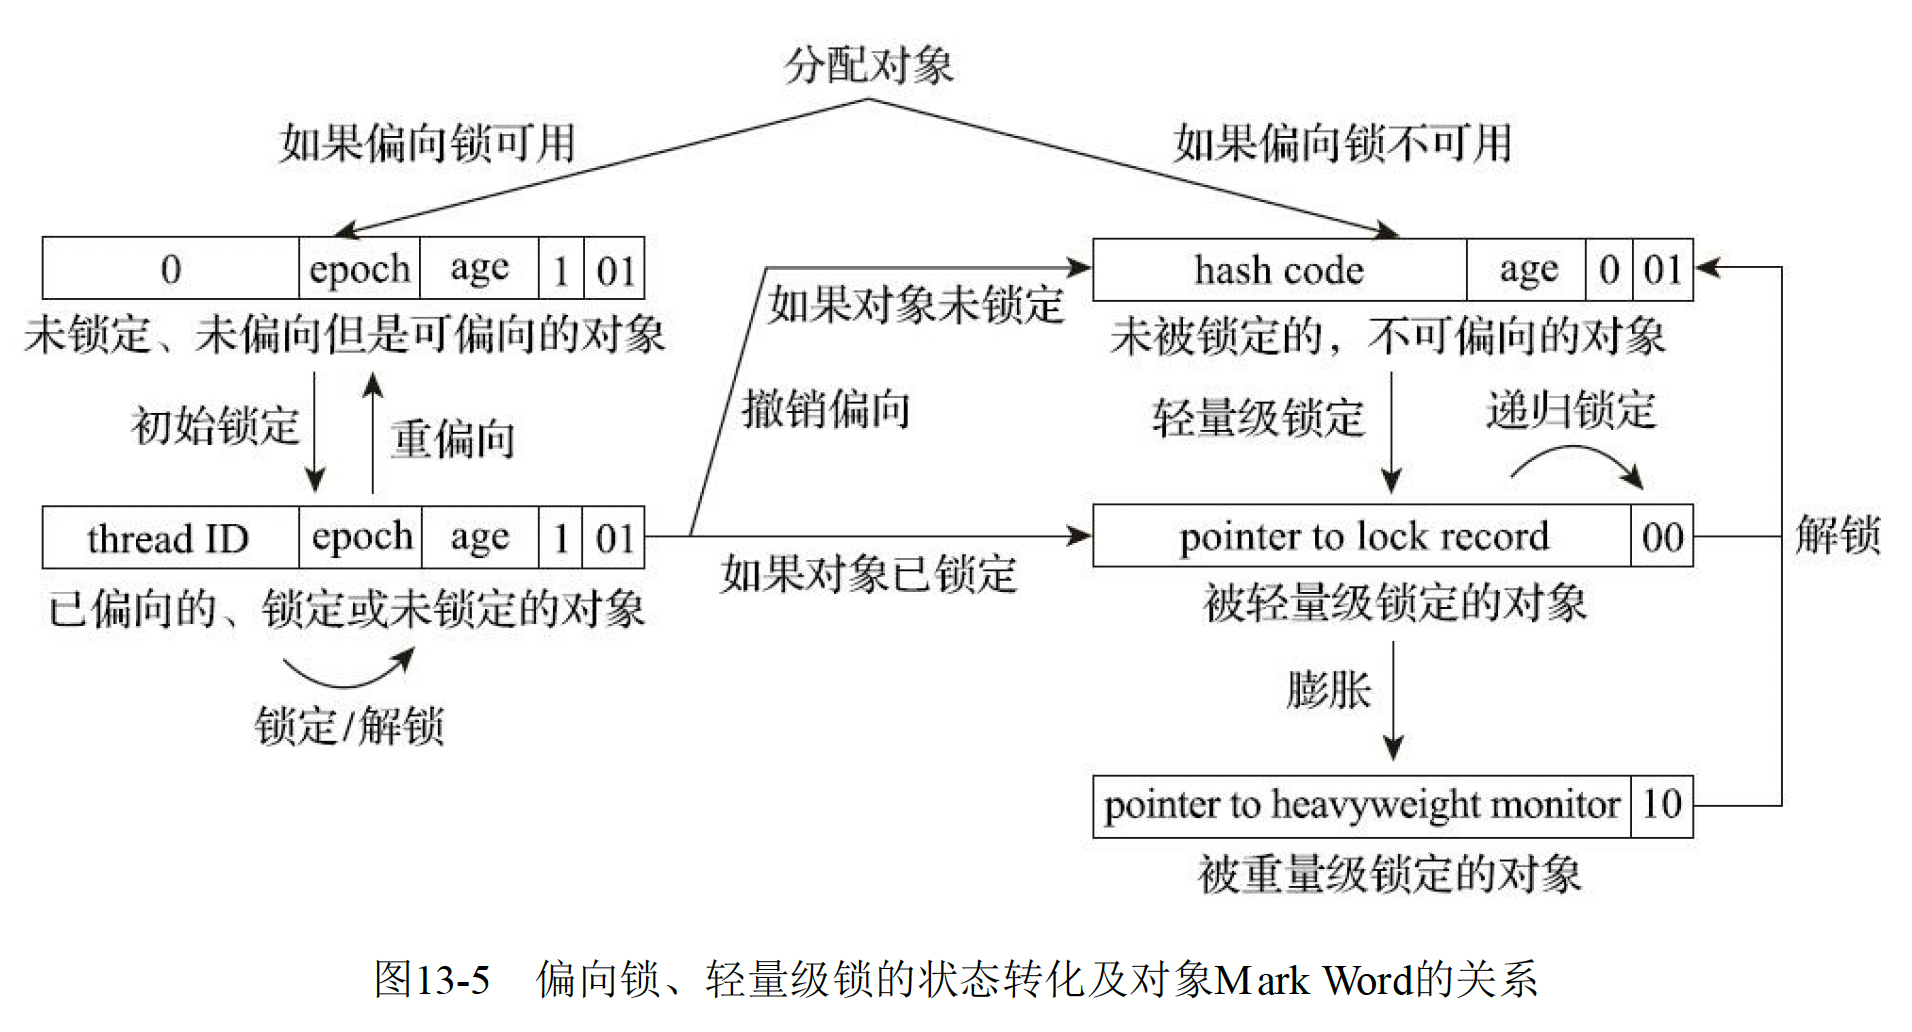 分配对象
如果偏向锁可用
如果偏向锁不可用
0 epoch age 1 01
hash code age 0 01
未锁定、未偏向但是可偏向的对象
如果对象未锁定
未被锁定的，不可偏向的对象
初始锁定
重偏向
撤销偏向
轻量级锁定
递归锁定
thread ID epoch age 1 01
pointer to lock record 00
解锁
如果对象已锁定
已偏向的、锁定或未锁定的对象
被轻量级锁定的对象
锁定/解锁
膨胀
pointer to heavyweight monitor 10
被重量级锁定的对象
图13-5 偏向锁、轻量级锁的状态转化及对象Mark Word的关系